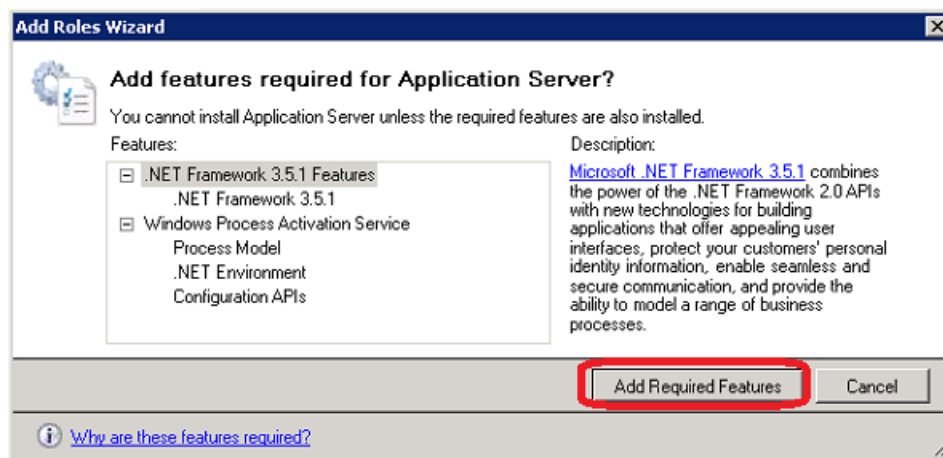 Add Roles Wizard
Add features required for Application Server?
You cannot install Application Server unless the required features are also installed.
Features:
.NET Framework 3.5.1 Features
.NET Framework 3.5.1
Windows Process Activation Service
Process Model
.NET Environment
Configuration APIs
Description:
Microsoft .NET Framework 3.5.1 combines
the power of the .NET Framework 2.0 APIs
with new technologies for building
applications that offer appealing user
interfaces, protect your customers' personal
identity information, enable seamless and
secure communication, and provide the
ability to model a range of business
processes.
Add Required Features
Cancel
Why are these features required?